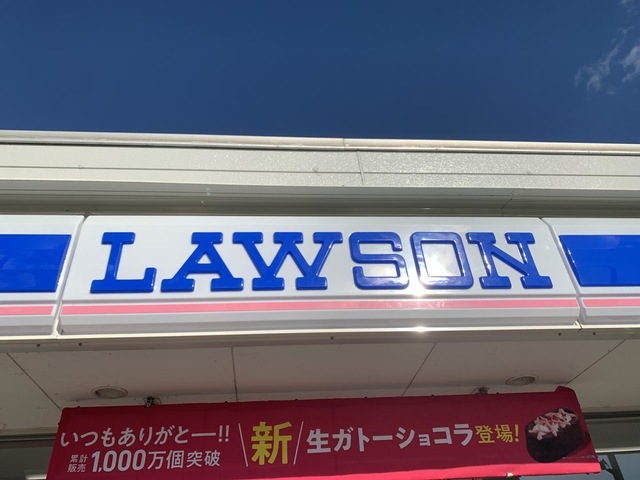 LAWSON
いつもありがとー!!
累計販売 1,000万個突破
新
生ガトーショコラ登場!